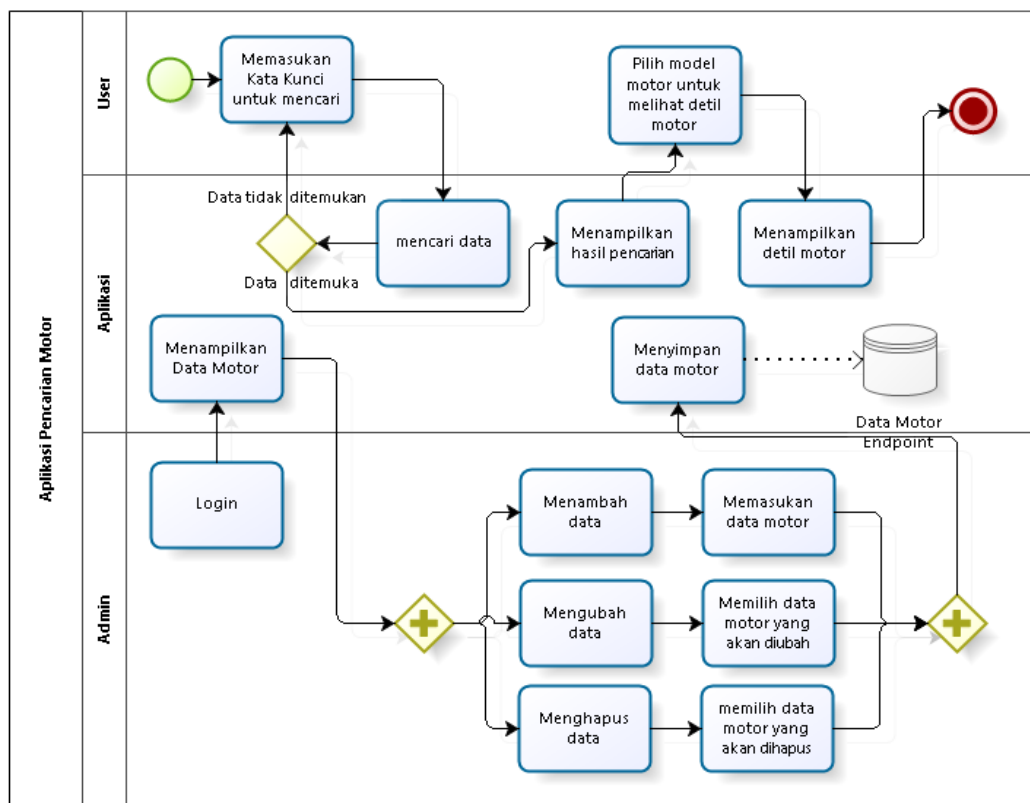 Aplikasi Pencarian Motor
User
Memasukan
Kata Kunci
untuk mencari
Pilih model
motor untuk
melihat detil
motor
Aplikasi
Data tidak ditemukan
mencari data
Data ditemuka
Menampilkan
hasil pencarian
Menampilkan
detil motor
Menampilkan
Data Motor
Menyimpan
data motor
Data Motor
Endpoint
Admin
Login
Menambah
data
Memasukan
data motor
Mengubah
data
Memilih data
motor yang
akan diubah
Menghapus
data
memilih data
motor yang
akan dihapus